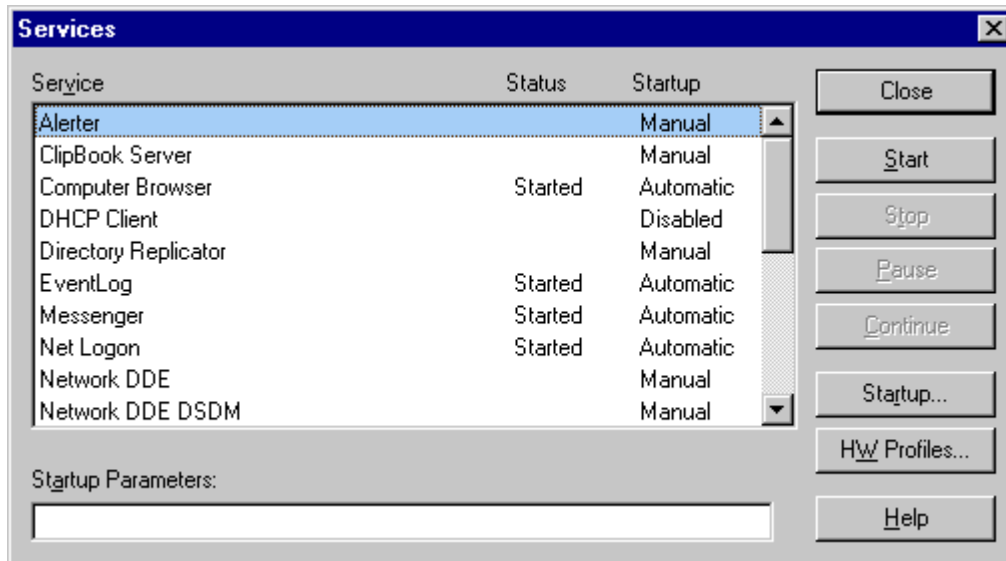 Services
Service Status Startup
Alerter Manual
ClipBook Server Manual
Computer Browser Started Automatic
DHCP Client Disabled
Directory Replicator Manual
EventLog Started Automatic
Messenger Started Automatic
Net Logon Started Automatic
Network DDE Manual
Network DDE DSDM Manual
Startup Parameters:
Close
Start
Stop
Pause
Continue
Startup...
HW Profiles...
Help